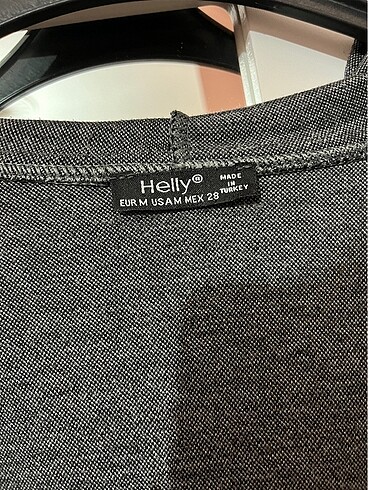 Helly®
MADE
IN
TURKEY
EUR M USA M MEX 28